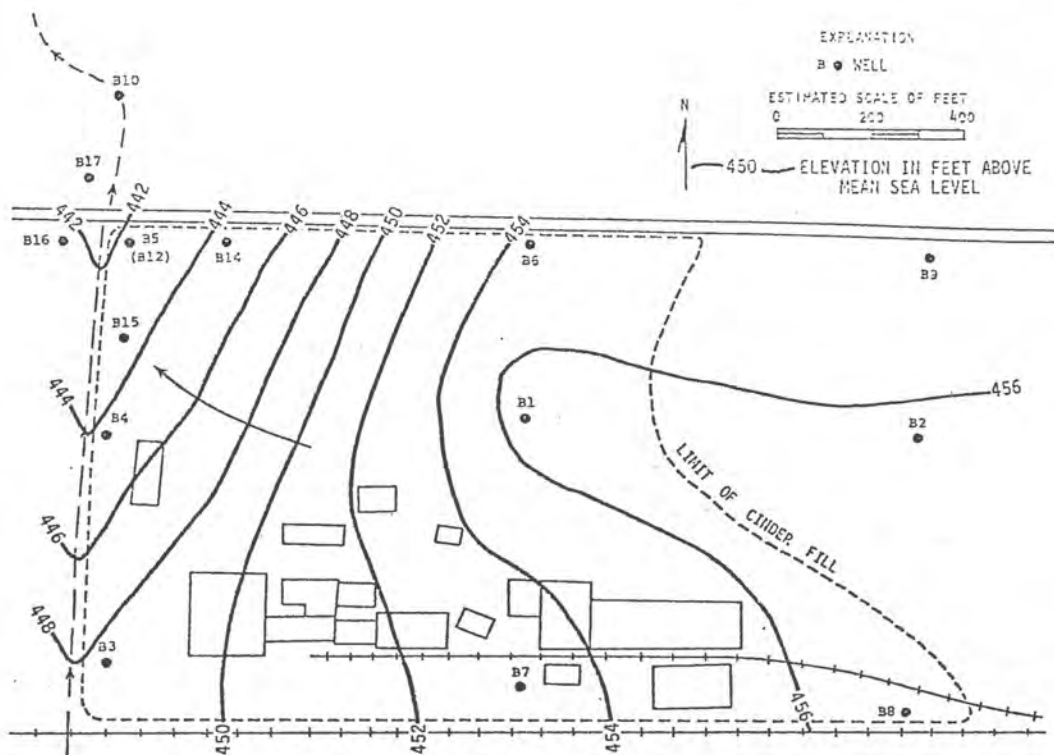 EXPLANATION
B WELL
ESTIMATED SCALE OF FEET
0 200 400
N
450 ELEVATION IN FEET ABOVE
MEAN SEA LEVEL
B10
B17
442 442 444 446 448 450 452 454
B16 B5 B14 B6 B9
(B12)
B15
444
B4 B1 B2
456
LIMIT OF CINDER FILL
446
448
B3
B7
456
B8
450 452 454